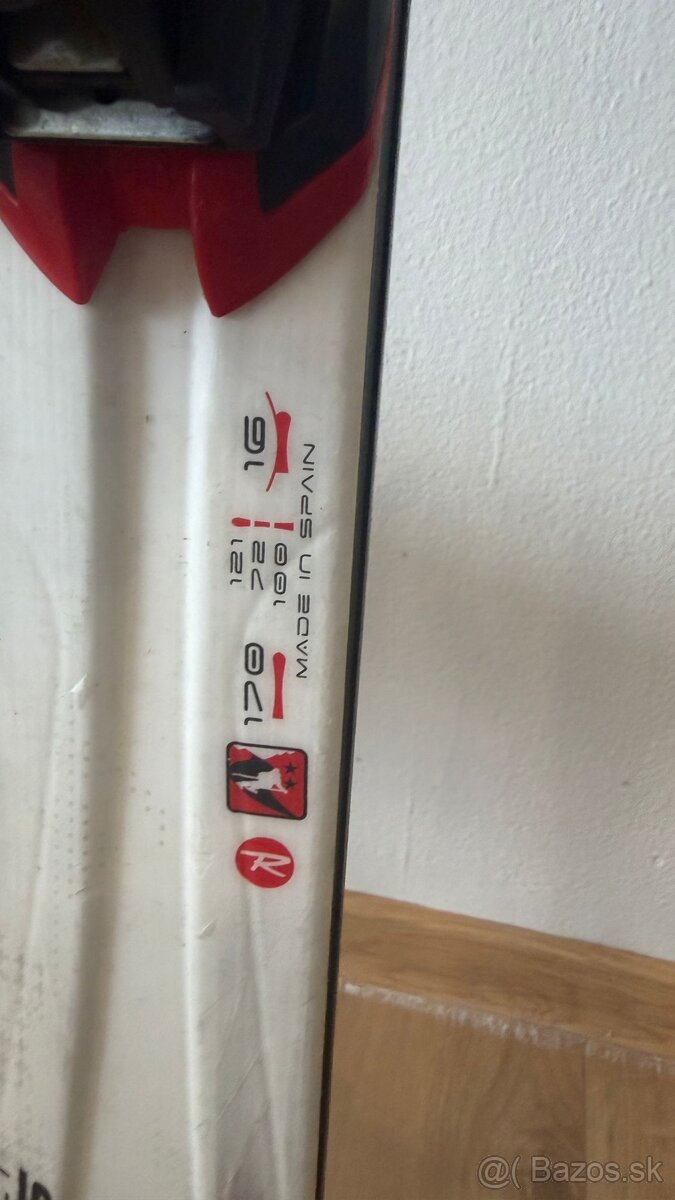 R
170
121
72
100
MADE IN SPAIN
16
@( Bazos.sk